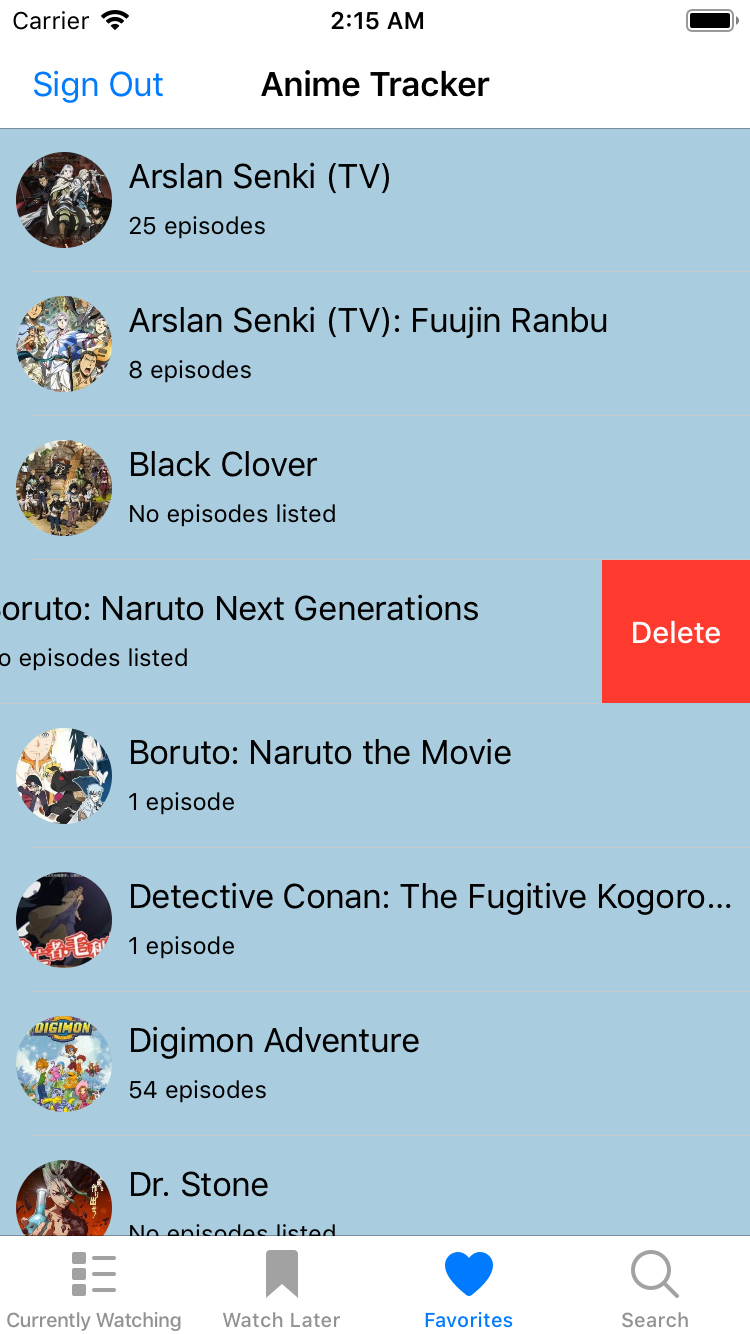 Carrier
2:15 AM
Sign Out
Anime Tracker
Arslan Senki (TV)
25 episodes
Arslan Senki (TV): Fuujin Ranbu
8 episodes
Black Clover
No episodes listed
oruto: Naruto Next Generations
o episodes listed
Delete
Boruto: Naruto the Movie
1 episode
Detective Conan: The Fugitive Kogoro...
1 episode
DIGIMON
Digimon Adventure
54 episodes
Dr. Stone
No episodes listed
Currently Watching
Watch Later
Favorites
Search